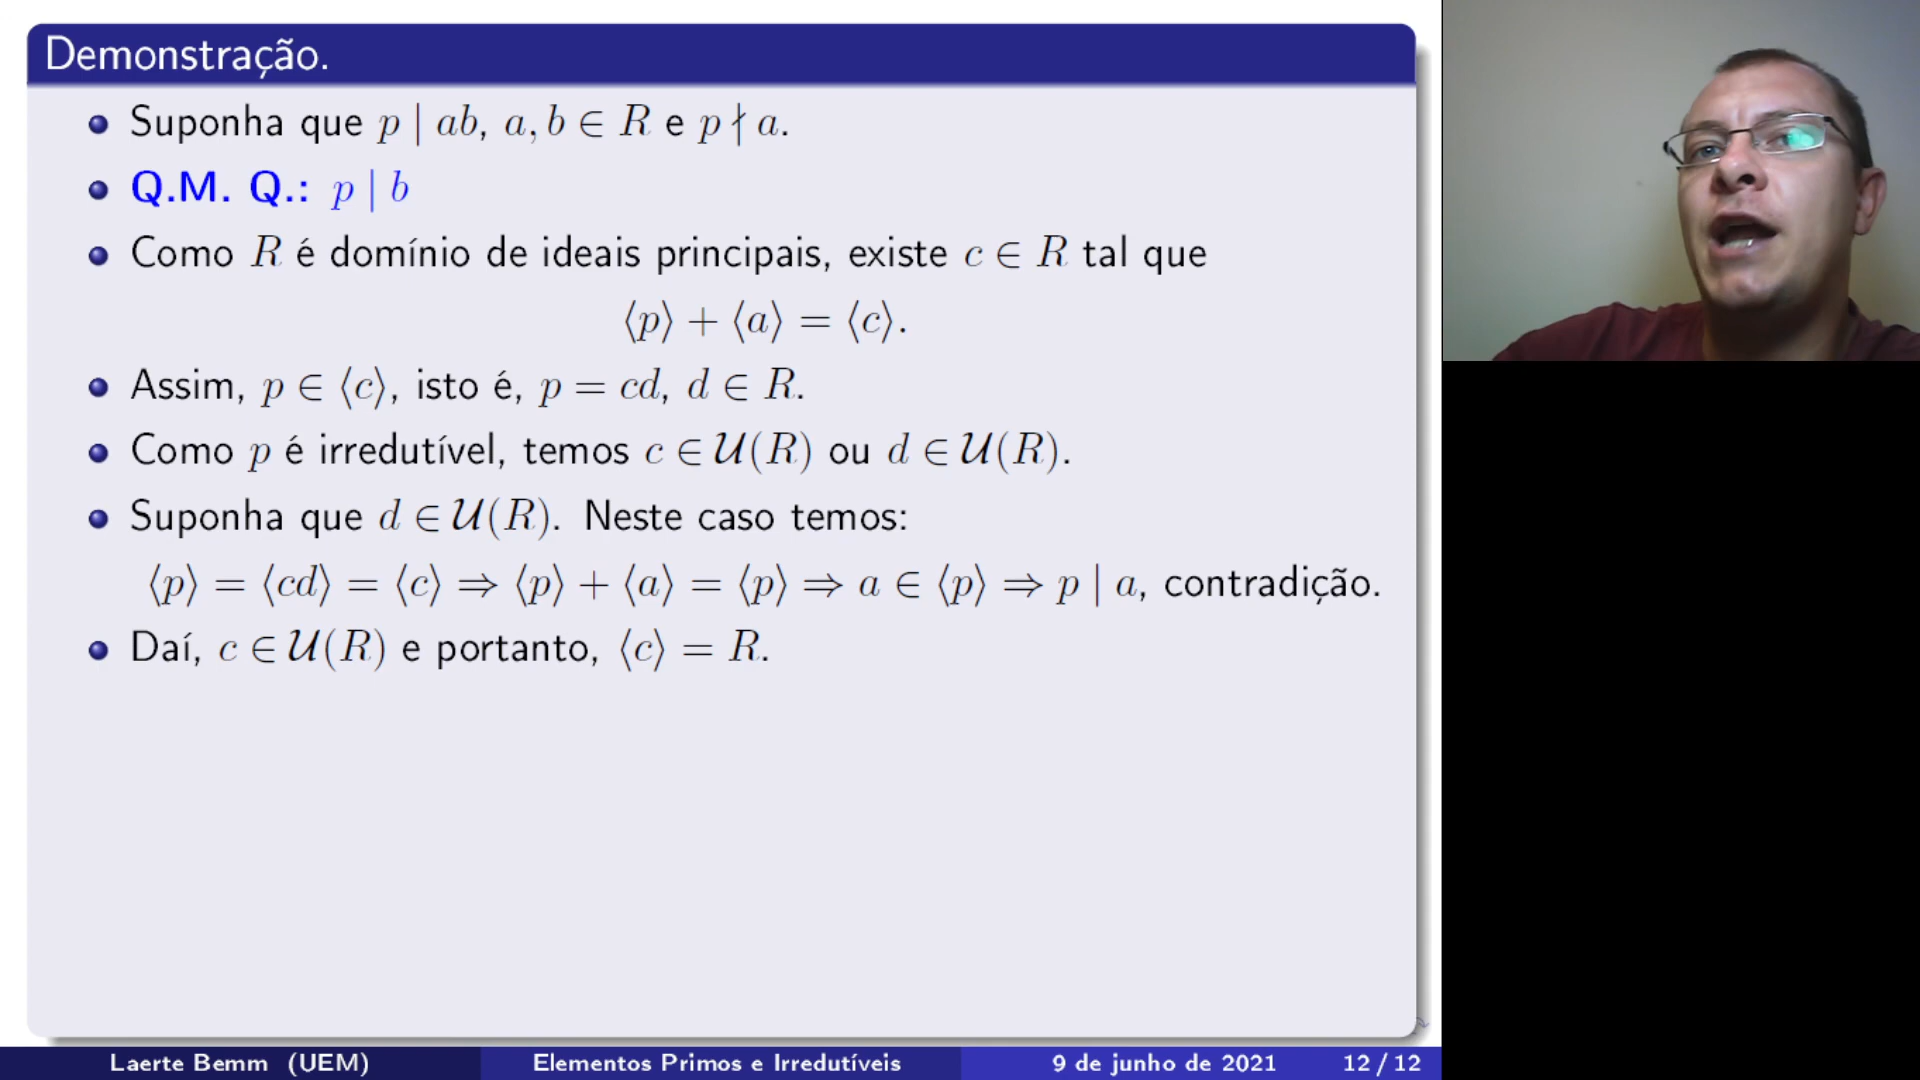 Demonstração.
Suponha que p | ab, a, b ∈ R e p ∤ a.
Q.M. Q.: p | b
Como R é domínio de ideais principais, existe c ∈ R tal que
⟨p⟩ + ⟨a⟩ = ⟨c⟩.
Assim, p ∈ ⟨c⟩, isto é, p = cd, d ∈ R.
Como p é irredutível, temos c ∈ 𝒰(R) ou d ∈ 𝒰(R).
Suponha que d ∈ 𝒰(R). Neste caso temos:
⟨p⟩ = ⟨cd⟩ = ⟨c⟩ ⇒ ⟨p⟩ + ⟨a⟩ = ⟨p⟩ ⇒ a ∈ ⟨p⟩ ⇒ p | a, contradição.
Daí, c ∈ 𝒰(R) e portanto, ⟨c⟩ = R.
Laerte Bemm (UEM) Elementos Primos e Irredutíveis 9 de junho de 2021 12 / 12